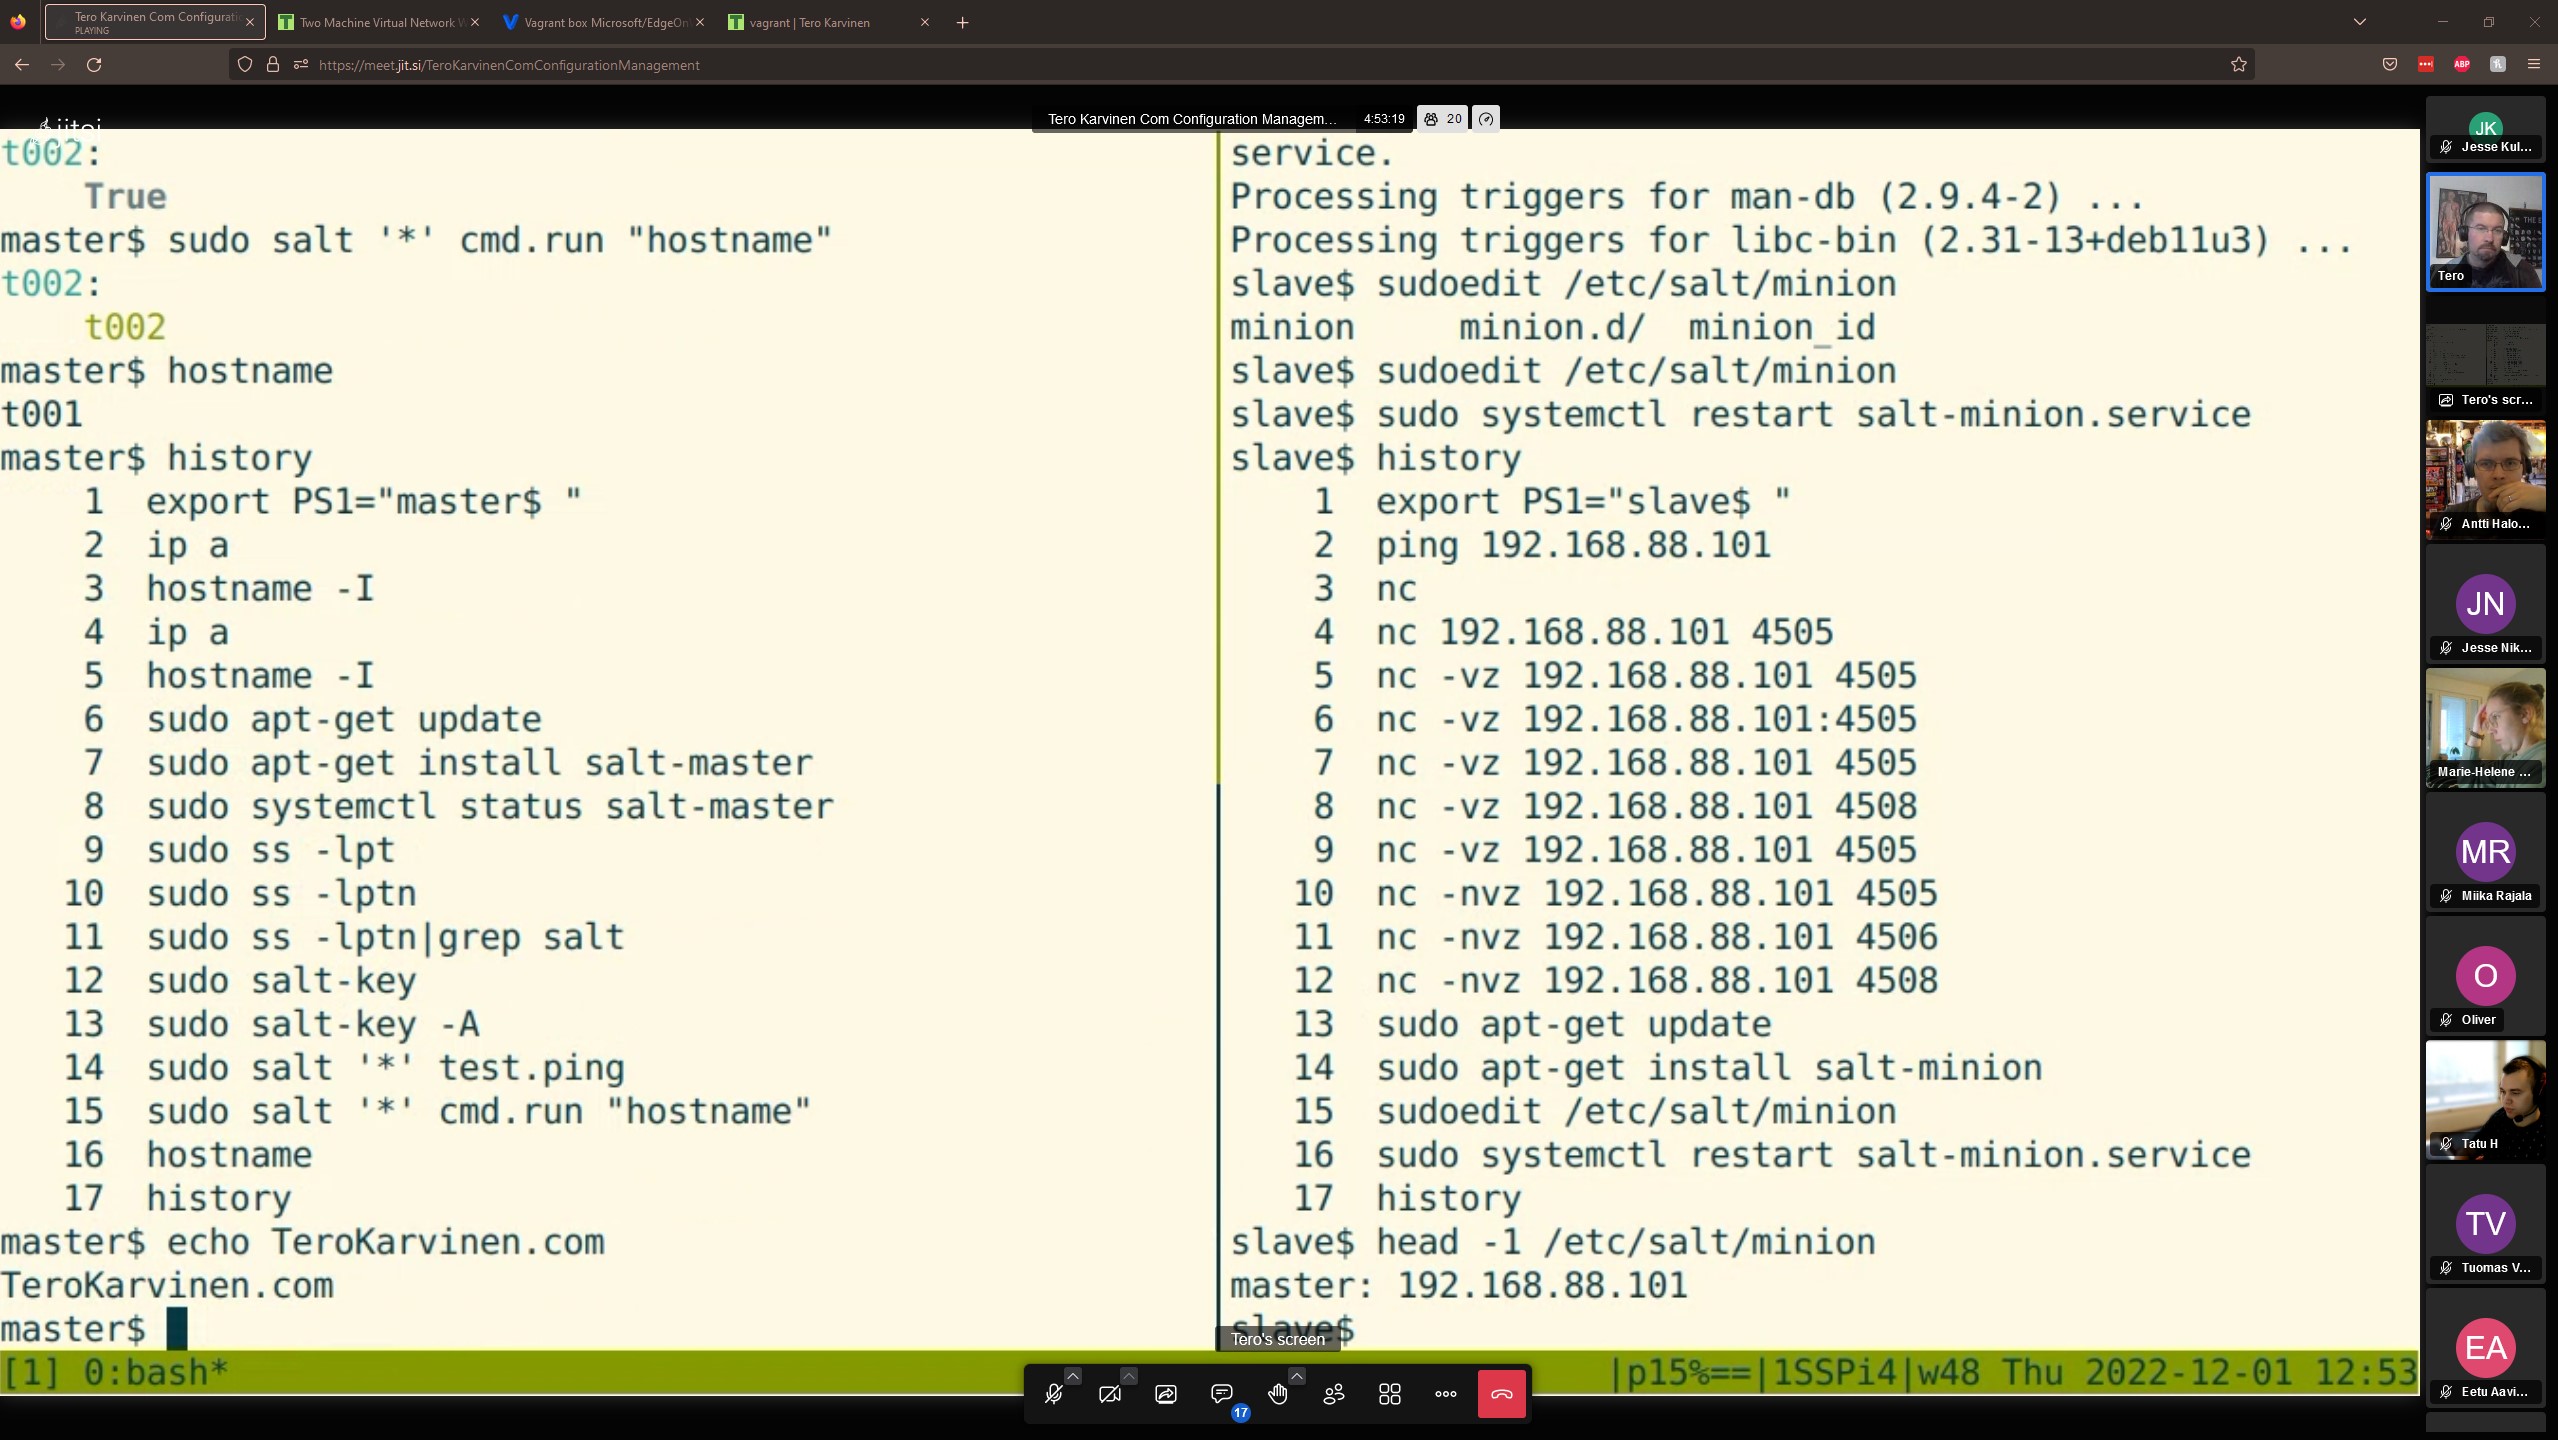 Tero Karvinen Com Configurati
PLAYING
Two Machine Virtual Network W
Vagrant box Microsoft/EdgeOn
vagrant | Tero Karvinen
https://meet.jit.si/TeroKarvinenComConfigurationManagement
ABP
jitsi
Tero Karvinen Com Configuration Managem...
4:53:19
20
t002:
    True
master$ sudo salt '*' cmd.run "hostname"
t002:
    t002
master$ hostname
t001
master$ history
    1  export PS1="master$ "
    2  ip a
    3  hostname -I
    4  ip a
    5  hostname -I
    6  sudo apt-get update
    7  sudo apt-get install salt-master
    8  sudo systemctl status salt-master
    9  sudo ss -lpt
   10  sudo ss -lptn
   11  sudo ss -lptn|grep salt
   12  sudo salt-key
   13  sudo salt-key -A
   14  sudo salt '*' test.ping
   15  sudo salt '*' cmd.run "hostname"
   16  hostname
   17  history
master$ echo TeroKarvinen.com
TeroKarvinen.com
master$
service.
Processing triggers for man-db (2.9.4-2) ...
Processing triggers for libc-bin (2.31-13+deb11u3) ...
slave$ sudoedit /etc/salt/minion
minion     minion.d/  minion_id
slave$ sudoedit /etc/salt/minion
slave$ sudo systemctl restart salt-minion.service
slave$ history
    1  export PS1="slave$ "
    2  ping 192.168.88.101
    3  nc
    4  nc 192.168.88.101 4505
    5  nc -vz 192.168.88.101 4505
    6  nc -vz 192.168.88.101:4505
    7  nc -vz 192.168.88.101 4505
    8  nc -vz 192.168.88.101 4508
    9  nc -vz 192.168.88.101 4505
   10  nc -nvz 192.168.88.101 4505
   11  nc -nvz 192.168.88.101 4506
   12  nc -nvz 192.168.88.101 4508
   13  sudo apt-get update
   14  sudo apt-get install salt-minion
   15  sudoedit /etc/salt/minion
   16  sudo systemctl restart salt-minion.service
   17  history
slave$ head -1 /etc/salt/minion
master: 192.168.88.101
slave$
Tero's screen
[1] 0:bash*
|p15%==|1SSPi4|w48 Thu 2022-12-01 12:53
17
JK
Jesse Kul...
Tero
Tero's scr...
Antti Halo...
JN
Jesse Nik...
Marie-Helene ...
MR
Miika Rajala
O
Oliver
Tatu H
TV
Tuomas V...
EA
Eetu Aavi...